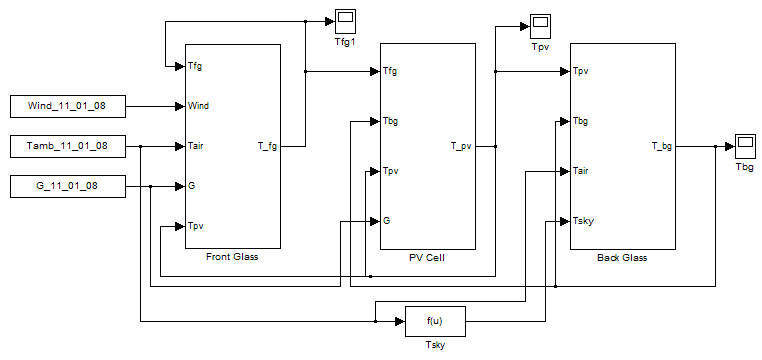 Tfg1
Tpv
Tfg
Wind
Tair
G
Tpv
T_fg
Front Glass
Wind_11_01_08
Tamb_11_01_08
G_11_01_08
Tfg
Tbg
Tpv
G
T_pv
PV Cell
Tpv
Tbg
Tair
Tsky
T_bg
Back Glass
Tbg
f(u)
Tsky